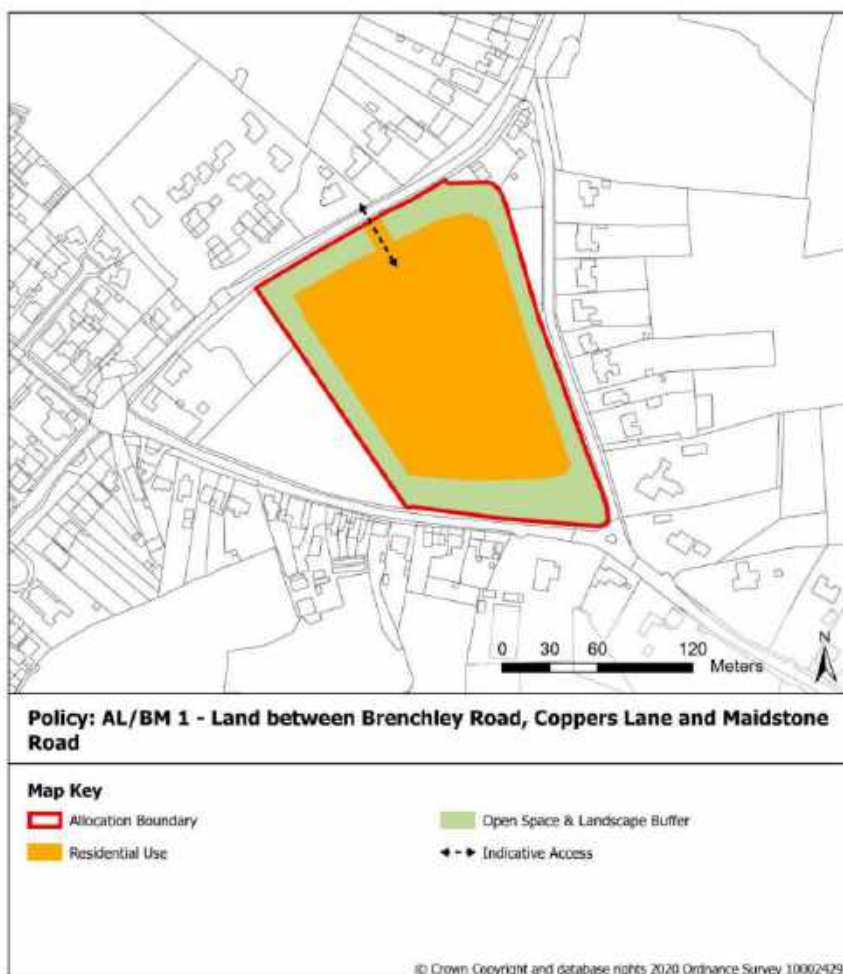 N
0 30 60 120
Meters
Policy: AL/BM 1 - Land between Brenchley Road, Coppers Lane and Maidstone
Road
Map Key
Allocation Boundary
Open Space & Landscape Buffer
Residential Use
Indicative Access
© Crown Copyright and database rights 2020 Ordnance Survey 10002429